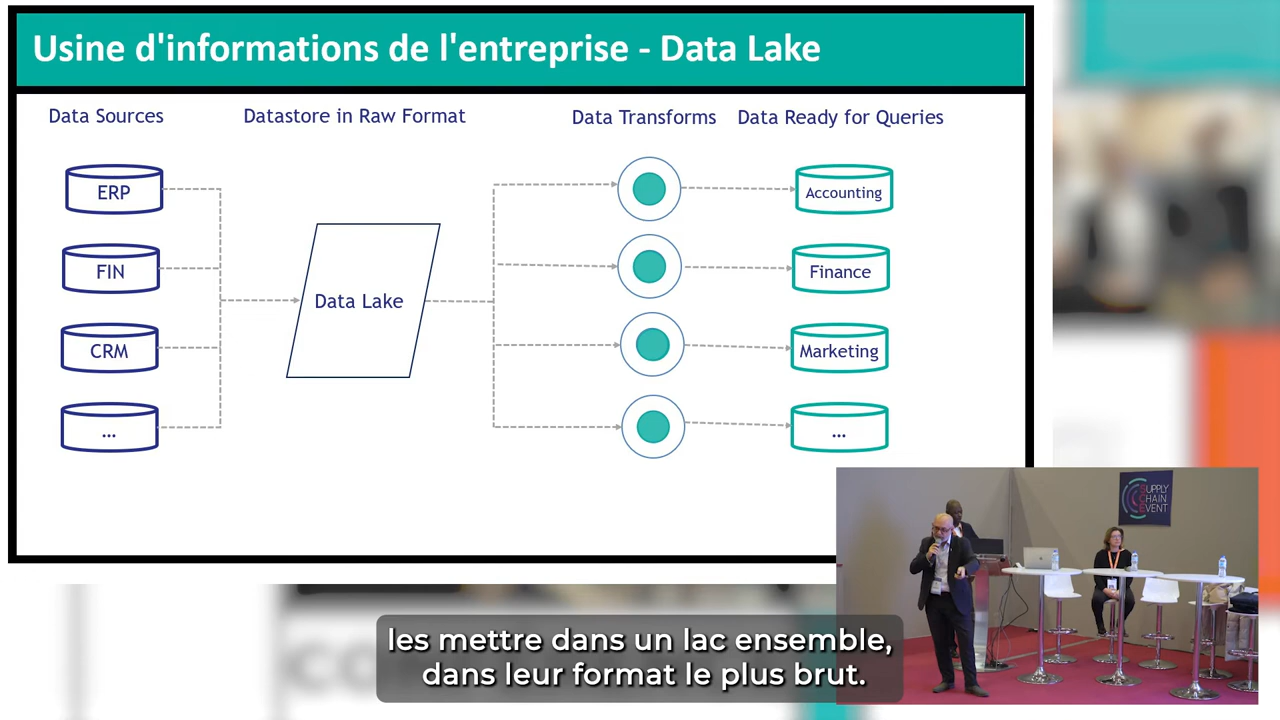 Usine d'informations de l'entreprise - Data Lake
Data Sources
Datastore in Raw Format
Data Transforms
Data Ready for Queries
ERP
FIN
CRM
...
Data Lake
Accounting
Finance
Marketing
...
SUPPLY
CHAIN
EVENT
les mettre dans un lac ensemble,
dans leur format le plus brut.